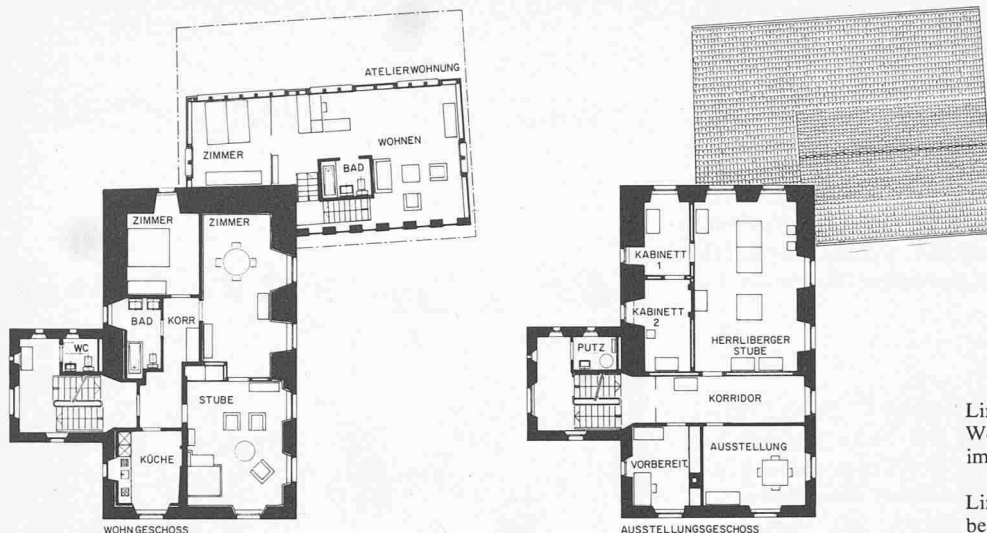 ATELIERWOHNUNG
ZIMMER
WOHNEN
BAD
ZIMMER
ZIMMER
BAD
KORR
WC
STUBE
KÜCHE
WOHNGESCHOSS
KABINETT
1
KABINETT
2
HERRLIBERGER
STUBE
PUTZ
KORRIDOR
VORBEREIT.
AUSSTELLUNG
AUSSTELLUNGSGESCHOSS
im